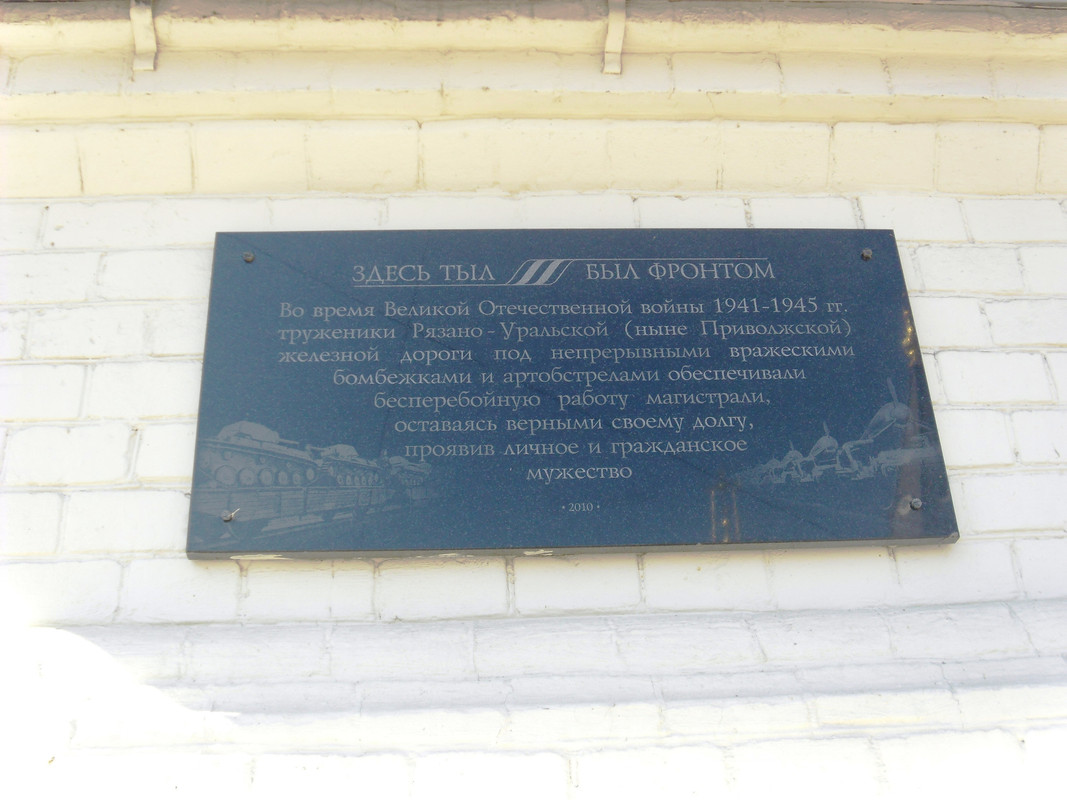 ЗДЕСЬ ТЫЛ БЫЛ ФРОНТОМ
Во время Великой Отечественной войны 1941-1945 гг.
труженики Рязано-Уральской (ныне Приволжской)
железной дороги под непрерывными вражескими
бомбежками и артобстрелами обеспечивали
бесперебойную работу магистрали,
оставаясь верными своему долгу,
проявив личное и гражданское
мужество
• 2010 •